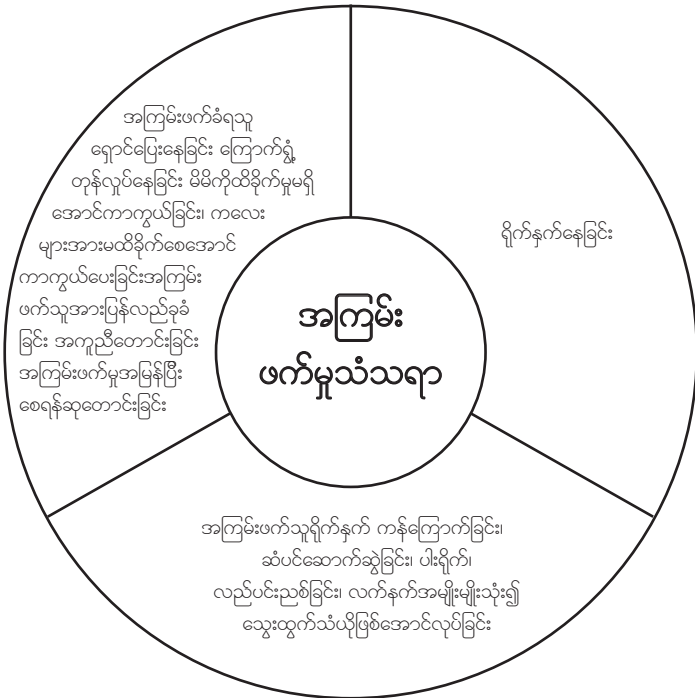 အကြမ်းဖက်ခံရသူ
ရှောင်ပြေးနေခြင်း ကြောက်ရွံ့
တုန်လှုပ်နေခြင်း မိမိကိုထိခိုက်မှုမရှိ
အောင်ကာကွယ်ခြင်း၊ ကလေး
များအားမထိခိုက်စေအောင်
ကာကွယ်ပေးခြင်းအကြမ်း
ဖက်သူအားပြန်လည်ခုခံ
ခြင်း အကူညီတောင်းခြင်း
အကြမ်းဖက်မှုအမြန်ပြီး
စေရန်ဆုတောင်းခြင်း
ရိုက်နှက်နေခြင်း
အကြမ်း
ဖက်မှုသံသရာ
အကြမ်းဖက်သူရိုက်နှက် ကန်ကြောက်ခြင်း၊
ဆံပင်ဆောက်ဆွဲခြင်း၊ ပါးရိုက်၊
လည်ပင်းညစ်ခြင်း၊ လက်နက်အမျိုးမျိုးသုံး၍
သွေးထွက်သံယိုဖြစ်အောင်လုပ်ခြင်း